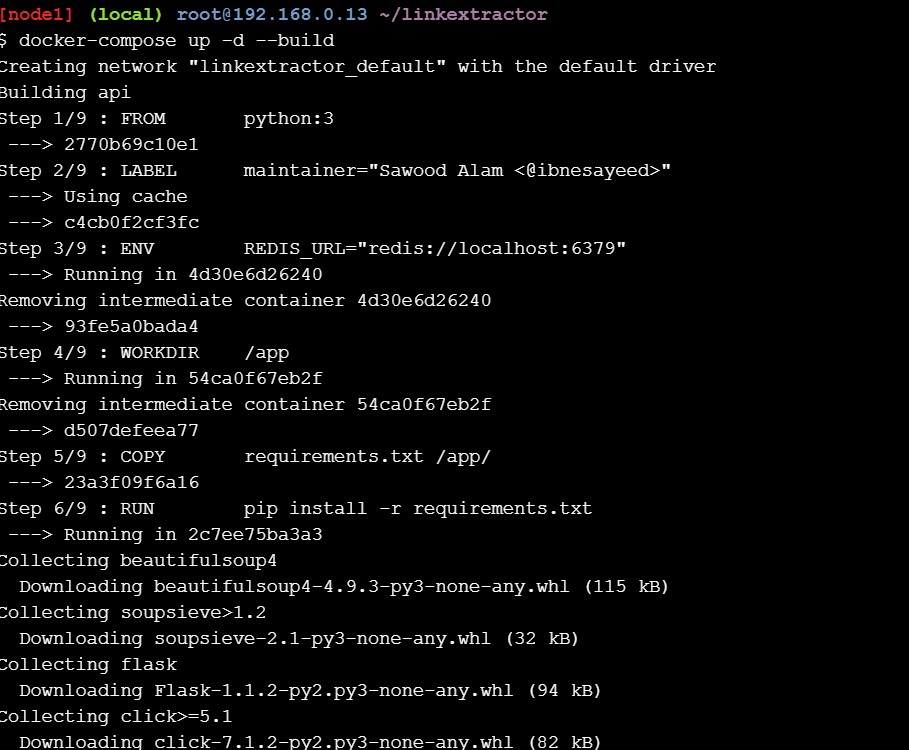 [node1] (local) root@192.168.0.13 ~/linkextractor
$ docker-compose up -d --build
Creating network "linkextractor_default" with the default driver
Building api
Step 1/9 : FROM       python:3
 ---> 2770b69c10e1
Step 2/9 : LABEL      maintainer="Sawood Alam <@ibnesayeed>"
 ---> Using cache
 ---> c4cb0f2cf3fc
Step 3/9 : ENV        REDIS_URL="redis://localhost:6379"
 ---> Running in 4d30e6d26240
Removing intermediate container 4d30e6d26240
 ---> 93fe5a0bada4
Step 4/9 : WORKDIR    /app
 ---> Running in 54ca0f67eb2f
Removing intermediate container 54ca0f67eb2f
 ---> d507defeea77
Step 5/9 : COPY       requirements.txt /app/
 ---> 23a3f09f6a16
Step 6/9 : RUN        pip install -r requirements.txt
 ---> Running in 2c7ee75ba3a3
Collecting beautifulsoup4
  Downloading beautifulsoup4-4.9.3-py3-none-any.whl (115 kB)
Collecting soupsieve>1.2
  Downloading soupsieve-2.1-py3-none-any.whl (32 kB)
Collecting flask
  Downloading Flask-1.1.2-py2.py3-none-any.whl (94 kB)
Collecting click>=5.1
  Downloading click-7.1.2-py2.py3-none-any.whl (82 kB)